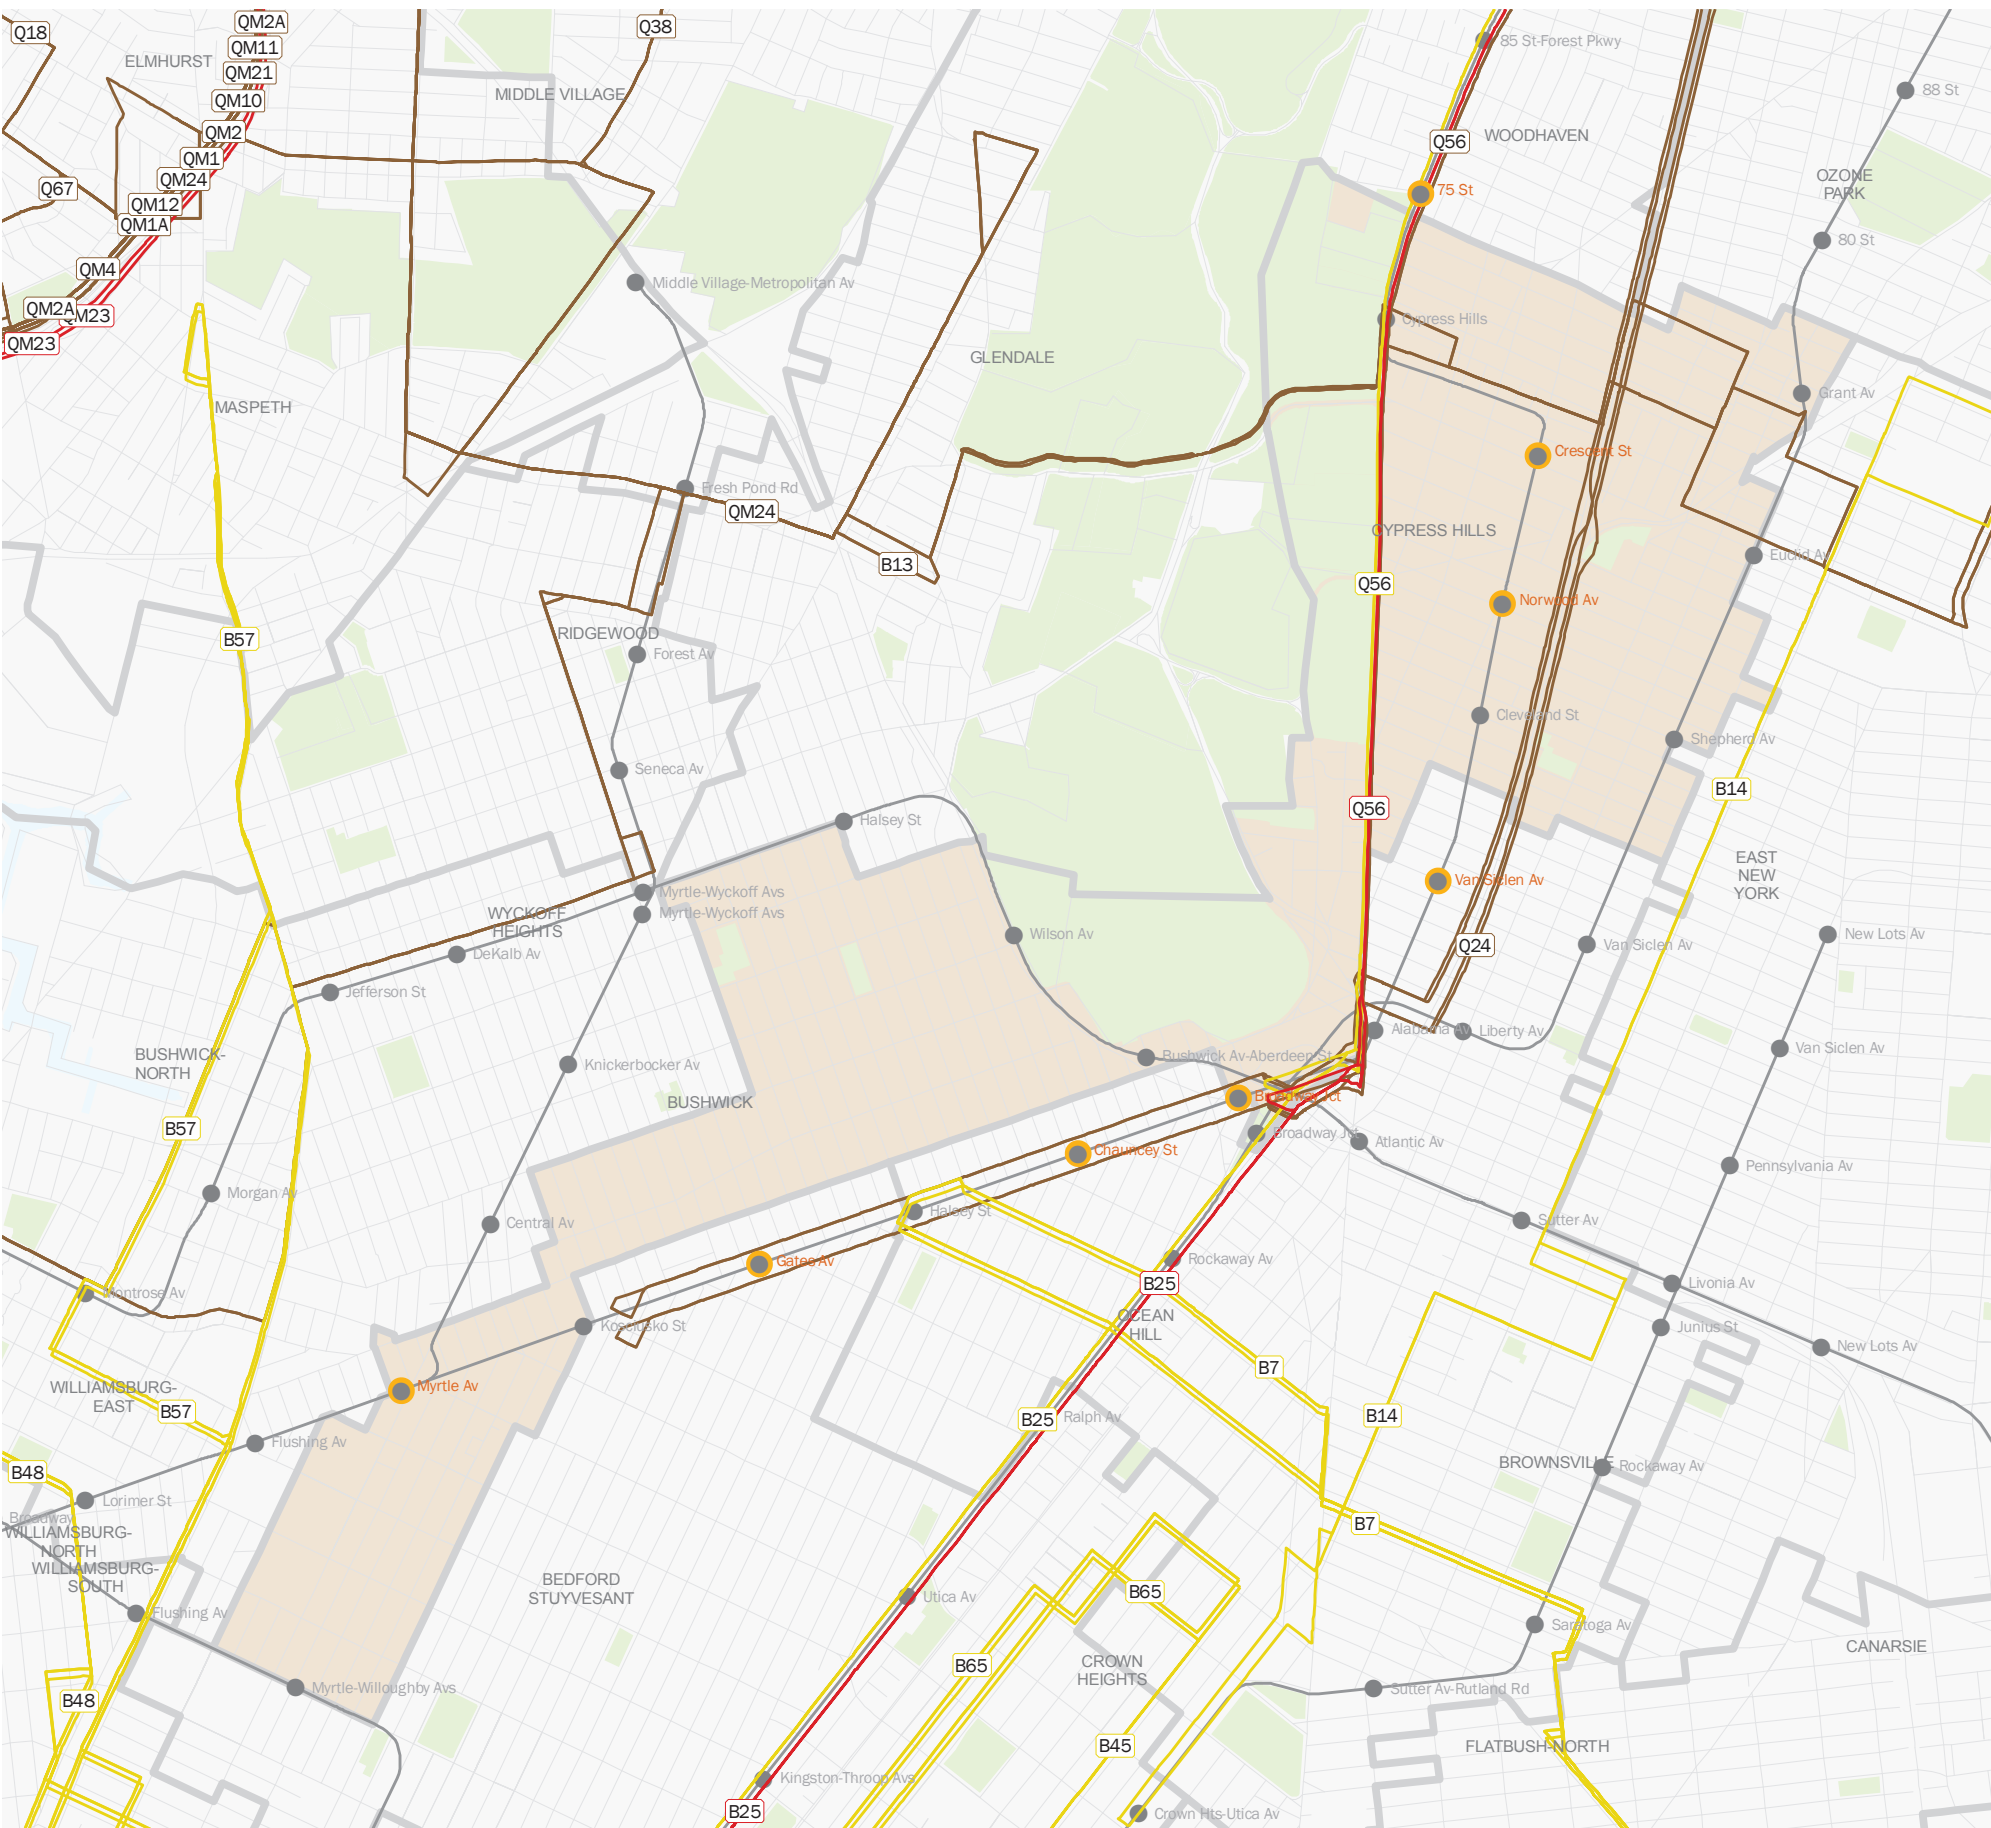 QM2A
Q18
Q38
85 St-Forest Pkwy
QM11
ELMHURST
QM21
88 St
MIDDLE VILLAGE
QM10
QM2
WOODHAVEN
Q56
QM1
QM24
OZONE
PARK
Q67
75 St
QM12
QM1A
80 St
QM4
Middle Village-Metropolitan Av
QM2A
QM23
Cypress Hills
QM23
GLENDALE
Grant Av
MASPETH
Crescent St
Fresh Pond Rd
QM24
CYPRESS HILLS
Euclid Av
B13
Q56
Norwood Av
RIDGEWOOD
B57
Forest Av
Cleveland St
Shepherd Av
Seneca Av
B14
Q56
Halsey St
EAST
NEW
YORK
Van Siclen Av
Myrtle-Wyckoff Avs
WYCKOFF
HEIGHTS
Myrtle-Wyckoff Avs
Wilson Av
Q24
Van Siclen Av
New Lots Av
DeKalb Av
Jefferson St
Alabama Av
Liberty Av
BUSHWICK-
NORTH
Bushwick Av-Aberdeen St
Van Siclen Av
Knickerbocker Av
BUSHWICK
Broadway Jct
B57
Broadway Jct
Atlantic Av
Chauncey St
Pennsylvania Av
Morgan Av
Halsey St
Central Av
Sutter Av
Gates Av
Rockaway Av
B25
Livonia Av
Montrose Av
OCEAN
HILL
Kosciusko St
Junius St
New Lots Av
B7
WILLIAMSBURG-
EAST
Myrtle Av
B57
B25
Ralph Av
B14
Flushing Av
BROWNSVILLE
Rockaway Av
B48
Lorimer St
Broadway
B7
WILLIAMSBURG-
NORTH
WILLIAMSBURG-
SOUTH
BEDFORD
STUYVESANT
B65
Utica Av
Flushing Av
Saratoga Av
CANARSIE
B65
CROWN
HEIGHTS
Myrtle-Willoughby Avs
Sutter Av-Rutland Rd
B48
B45
FLATBUSH-NORTH
Kingston-Throop Avs
B25
Crown Hts-Utica Av